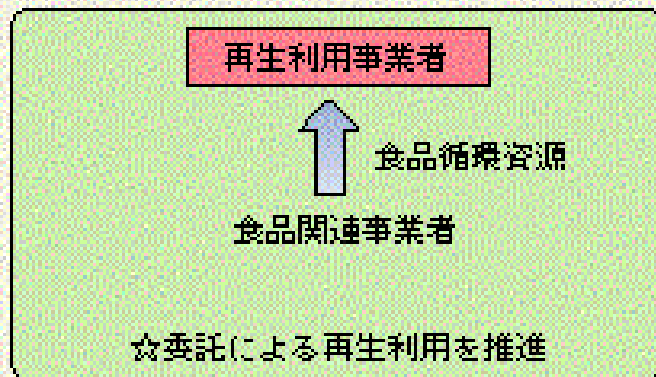 再生利用事業者
食品循環資源
食品関連事業者
☆委託による再生利用を推進